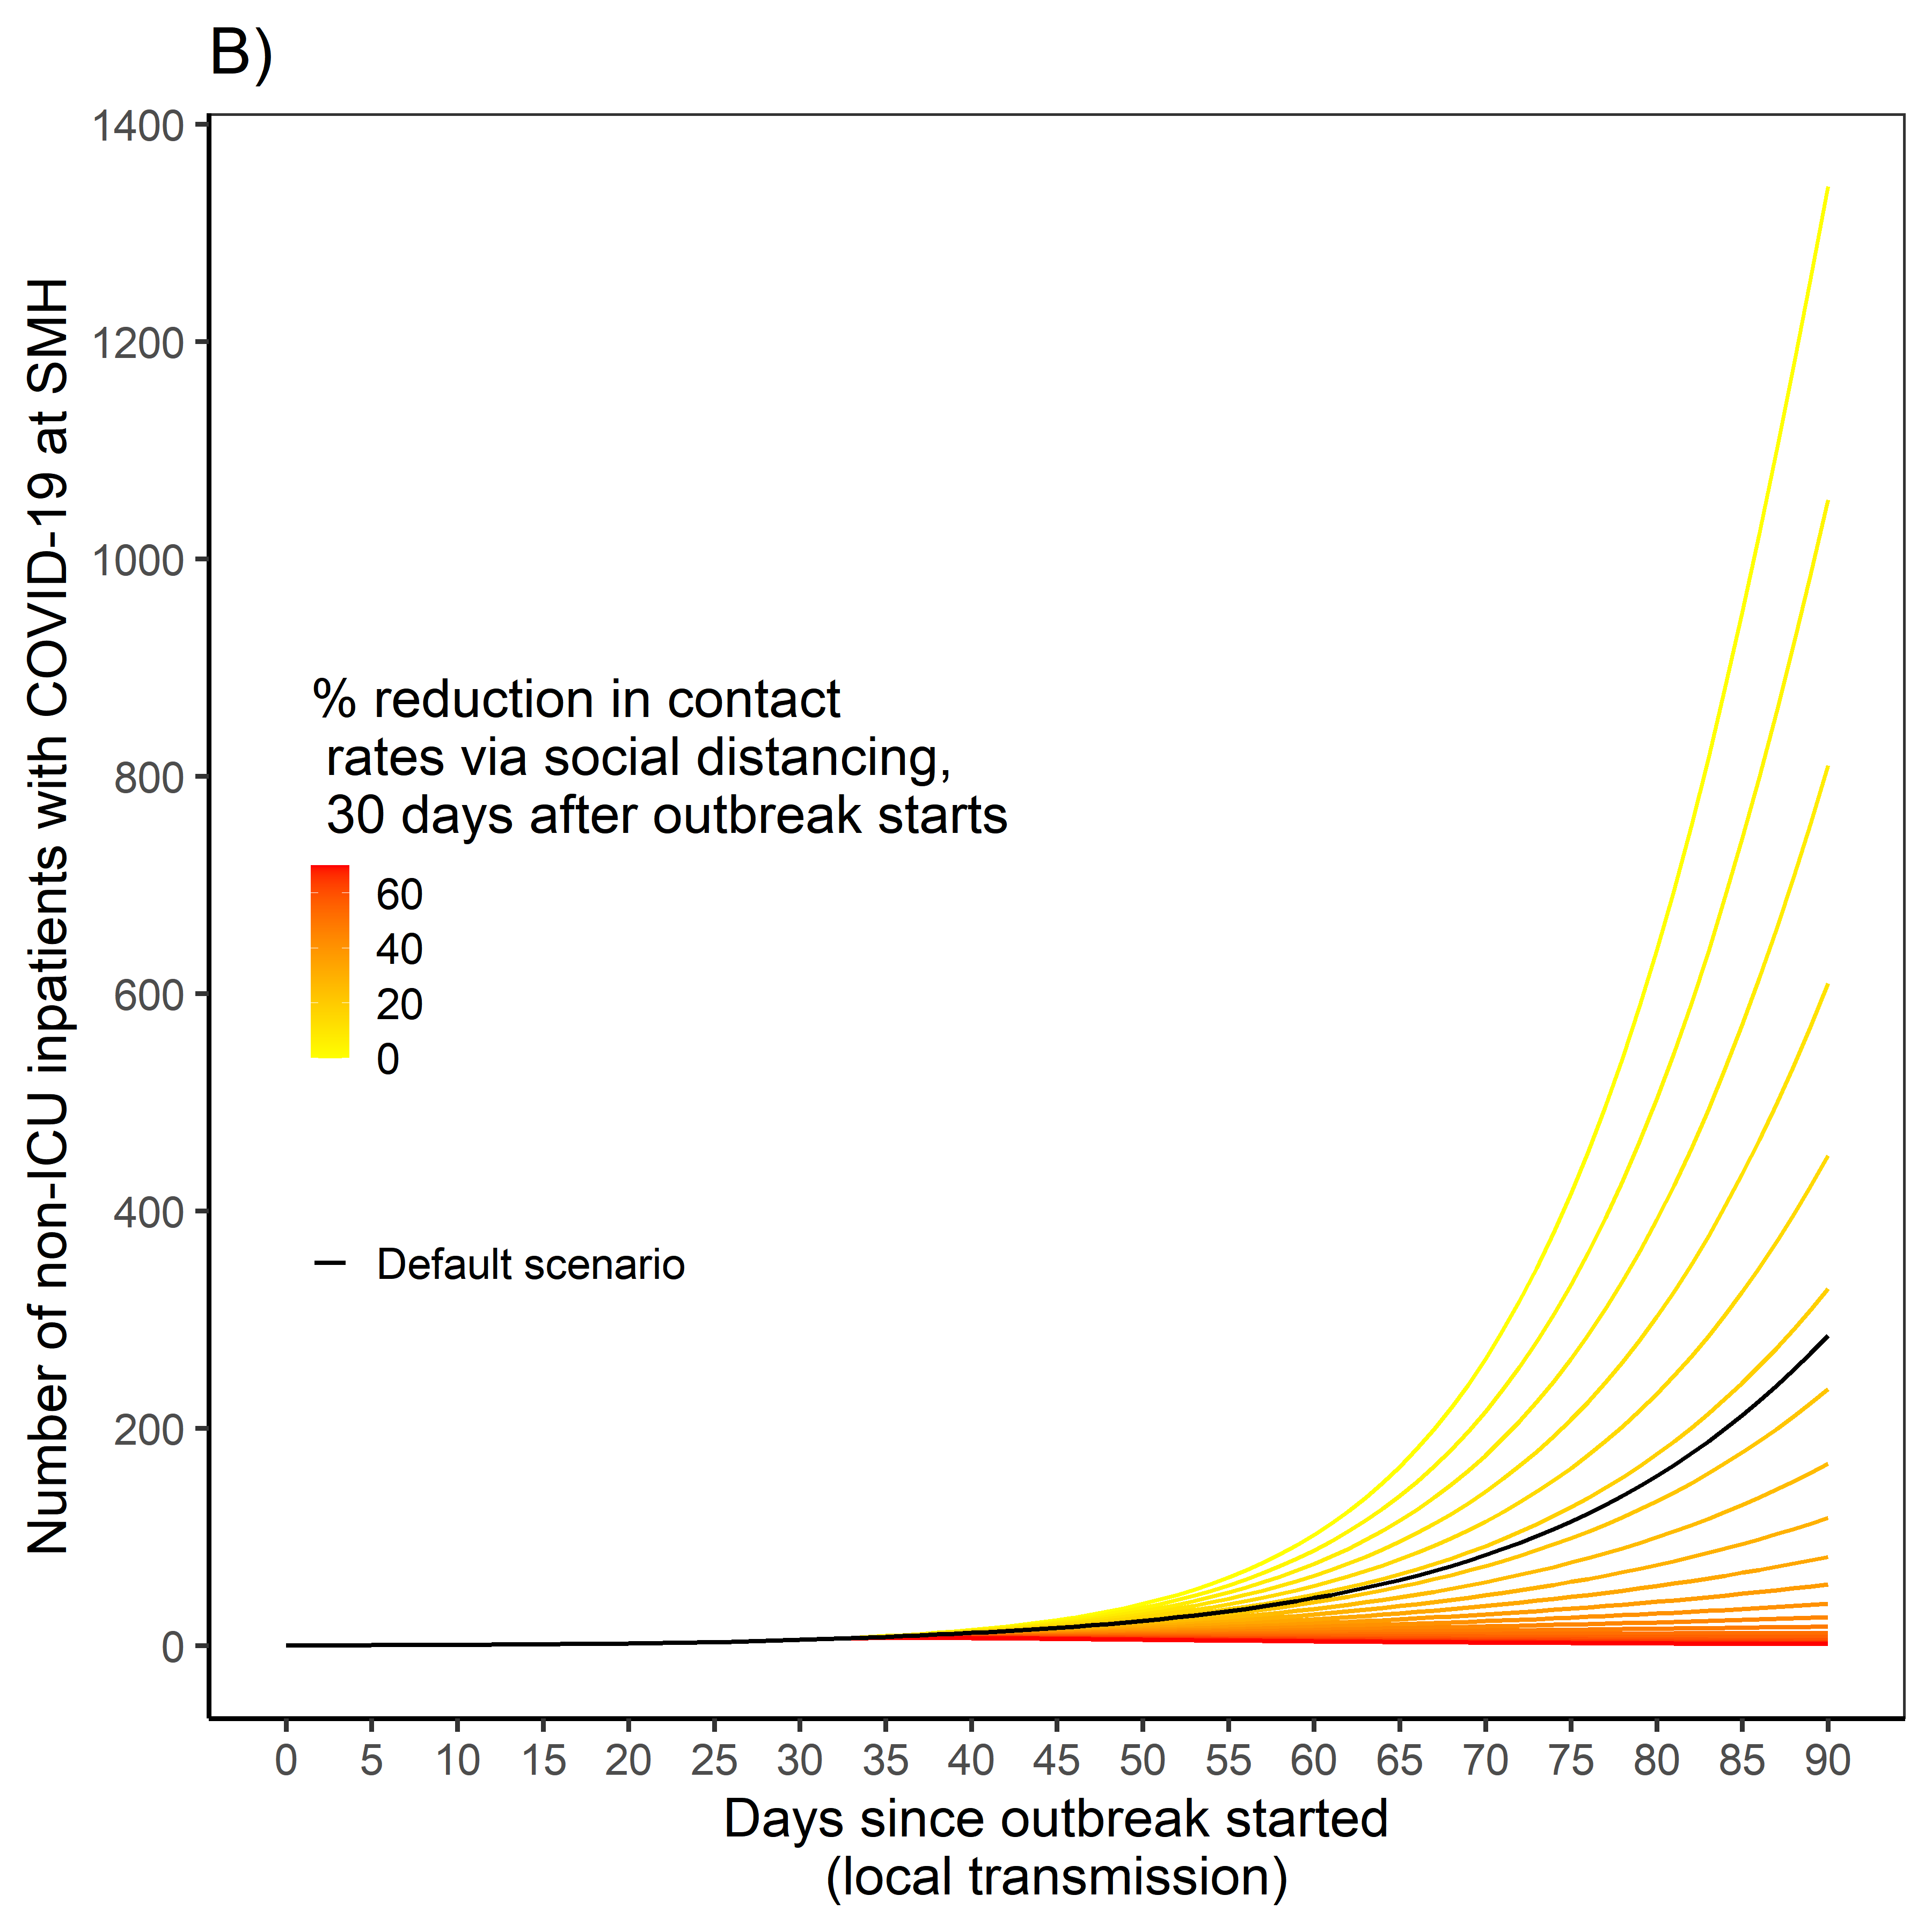 B)
1400
1200
1000
800
600
400
200
0
Number of non-ICU inpatients with COVID-19 at SMH
% reduction in contact
rates via social distancing,
30 days after outbreak starts
60
40
20
0
Default scenario
0 5 10 15 20 25 30 35 40 45 50 55 60 65 70 75 80 85 90
Days since outbreak started
(local transmission)